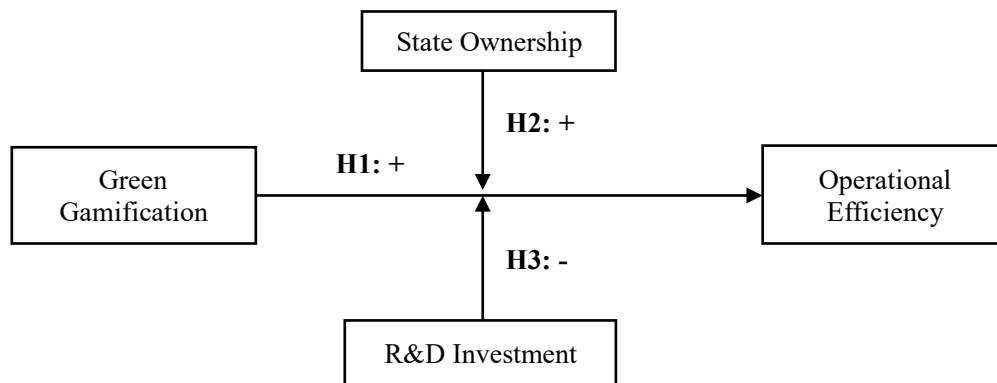 State Ownership
H2: +
H1: +
Green
Gamification
Operational
Efficiency
H3: -
R&D Investment